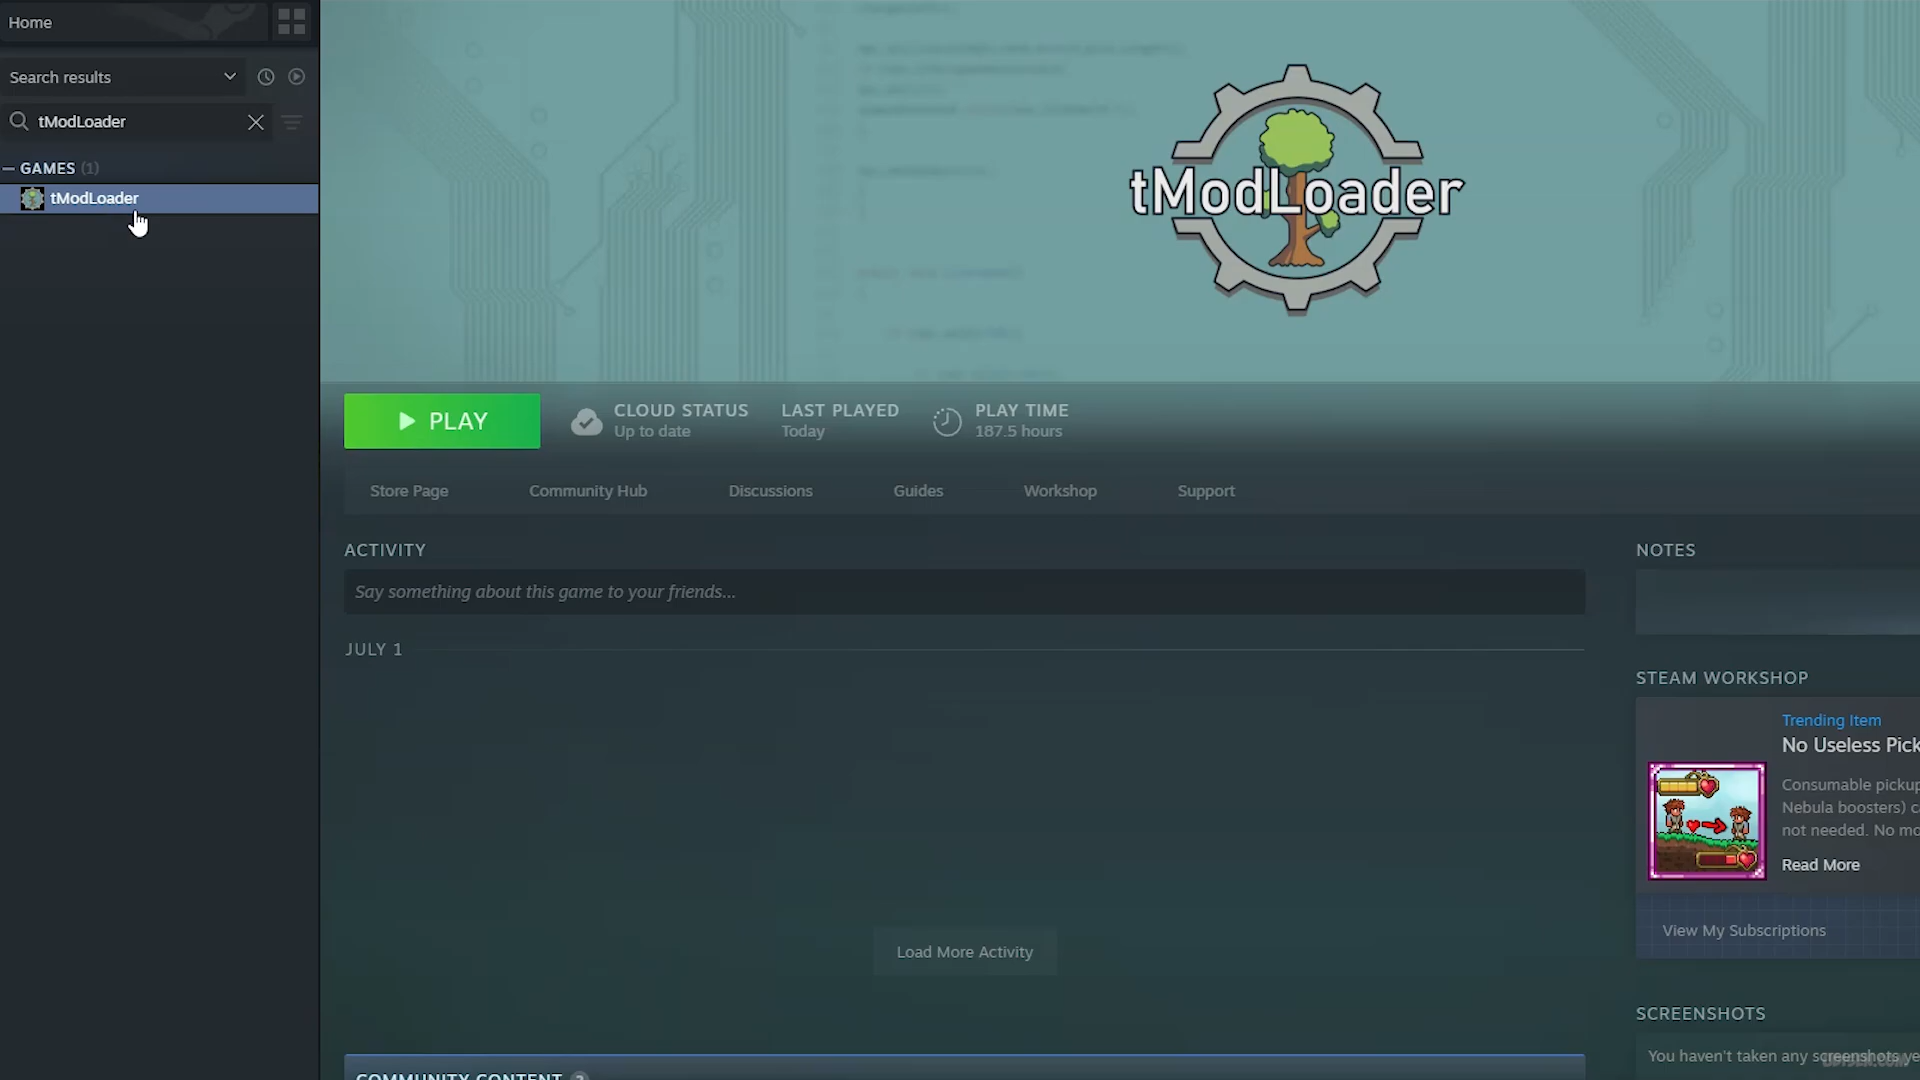 Home
Search results
tModLoader
GAMES (1)
tModLoader
tModLoader
PLAY
CLOUD STATUS
Up to date
LAST PLAYED
Today
PLAY TIME
187.5 hours
Store Page
Community Hub
Discussions
Guides
Workshop
Support
ACTIVITY
Say something about this game to your friends...
JULY 1
Load More Activity
COMMUNITY CONTENT
NOTES
STEAM WORKSHOP
Trending Item
No Useless Pick
Consumable pickup
Nebula boosters) c
not needed. No mo
Read More
View My Subscriptions
SCREENSHOTS
You haven't taken any screenshots ye